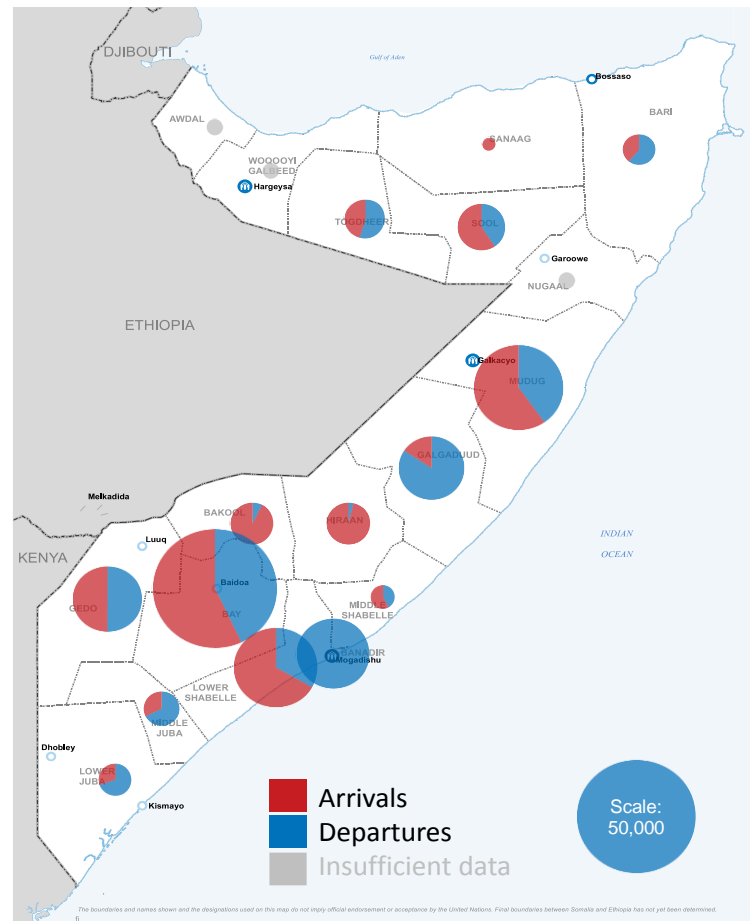 DJIBOUTI
Gulf of Aden
Bossaso
BARI
AWDAL
SANAAG
WOQOOYI
GALBEED
Hargeysa
TOGDHEER
SOOL
Garoowe
NUGAAL
ETHIOPIA
Galkacyo
MUDUG
GALGADUUD
Melkadida
BAKOOL
HIRAAN
INDIAN
OCEAN
Luuq
KENYA
Baidoa
GEDO
BAY
MIDDLE
SHABELLE
BANADIR
Mogadishu
LOWER
SHABELLE
MIDDLE
JUBA
Dhobley
LOWER
JUBA
Kismayo
Arrivals
Departures
Insufficient data
Scale:
50,000
The boundaries and names shown and the designations used on this map do not imply official endorsement or acceptance by the United Nations. Final boundaries between Somalia and Ethiopia has not yet been determined.